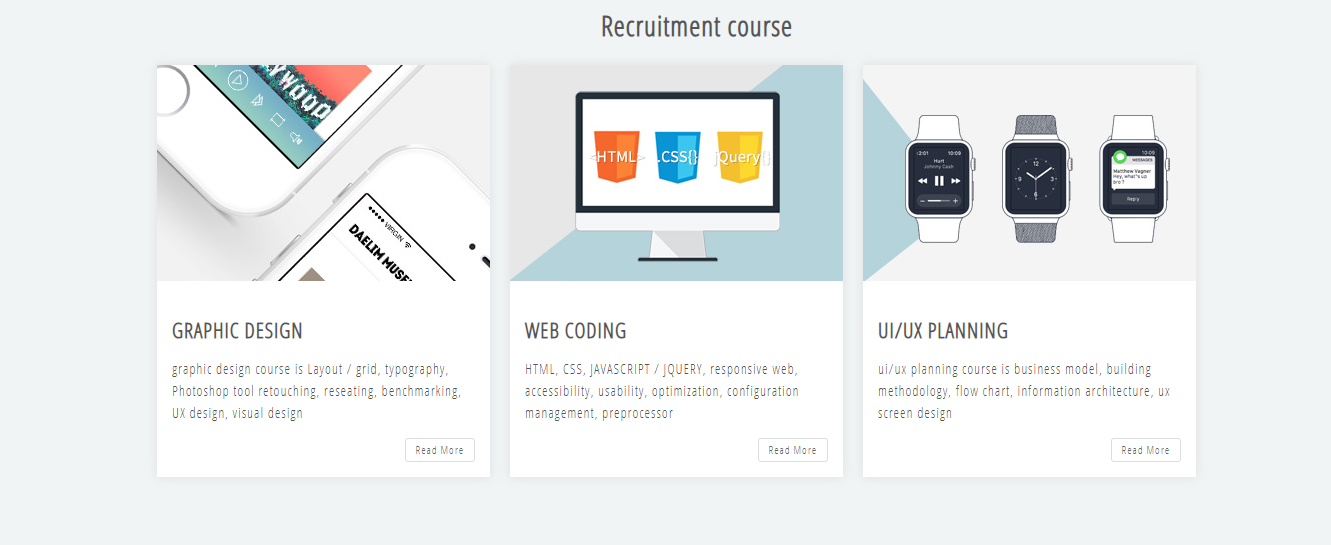 Recruitment course
VIRGIN
DAELIM MUSE
<HTML>
.CSS{}
jQuery{}
2:01 10:09
Hurt
Johnny Cash
12
3
6
9
10:09
MESSAGES
Matthew Vagner
Hey, what's up
bro ?
Reply
GRAPHIC DESIGN
graphic design course is Layout / grid, typography,
Photoshop tool retouching, reseating, benchmarking,
UX design, visual design
Read More
WEB CODING
HTML, CSS, JAVASCRIPT / JQUERY, responsive web,
accessibility, usability, optimization, configuration
management, preprocessor
Read More
UI/UX PLANNING
ui/ux planning course is business model, building
methodology, flow chart, information architecture, ux
screen design
Read More